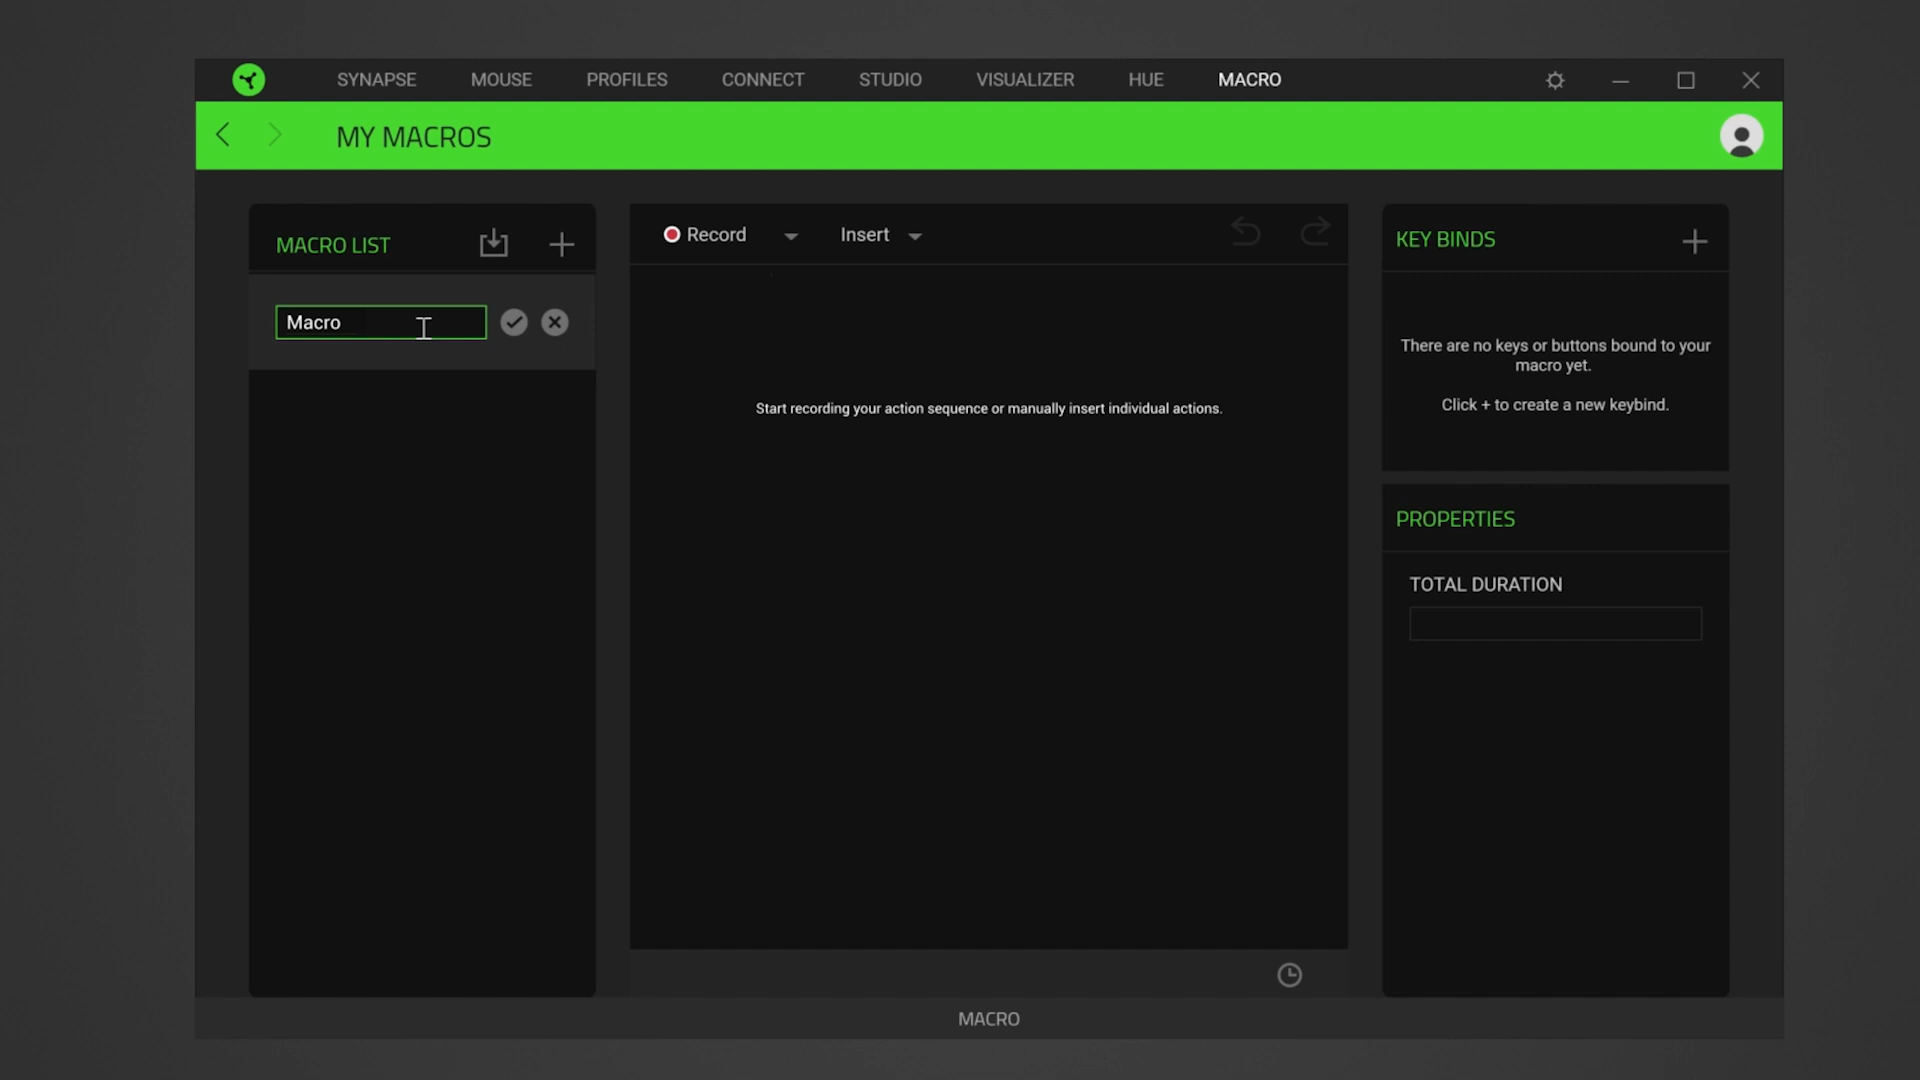 SYNAPSE MOUSE PROFILES CONNECT STUDIO VISUALIZER HUE MACRO
MY MACROS
MACRO LIST
Macro
Record Insert
Start recording your action sequence or manually insert individual actions.
KEY BINDS
There are no keys or buttons bound to your
macro yet.
Click + to create a new keybind.
PROPERTIES
TOTAL DURATION
MACRO